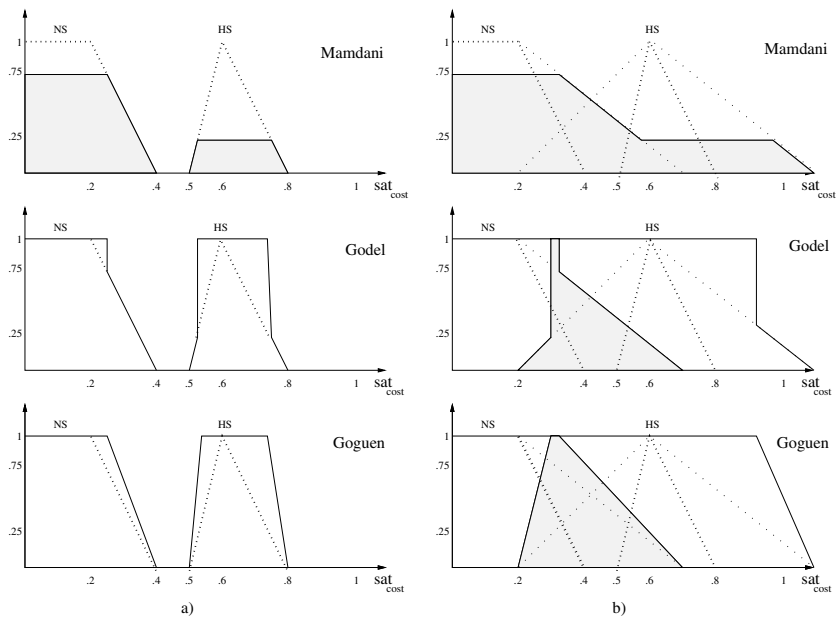 NS HS
1 Mamdani
.75
.25
.2 .4 .5 .6 .8 1 sat cost
NS HS
1 Godel
.75
.25
.2 .4 .5 .6 .8 1 sat cost
NS HS
1 Goguen
.75
.25
.2 .4 .5 .6 .8 1 sat cost
a)
NS HS
1 Mamdani
.75
.25
.2 .4 .5 .6 .8 1 sat cost
NS HS
1 Godel
.75
.25
.2 .4 .5 .6 .8 1 sat cost
NS HS
1 Goguen
.75
.25
.2 .4 .5 .6 .8 1 sat cost
b)